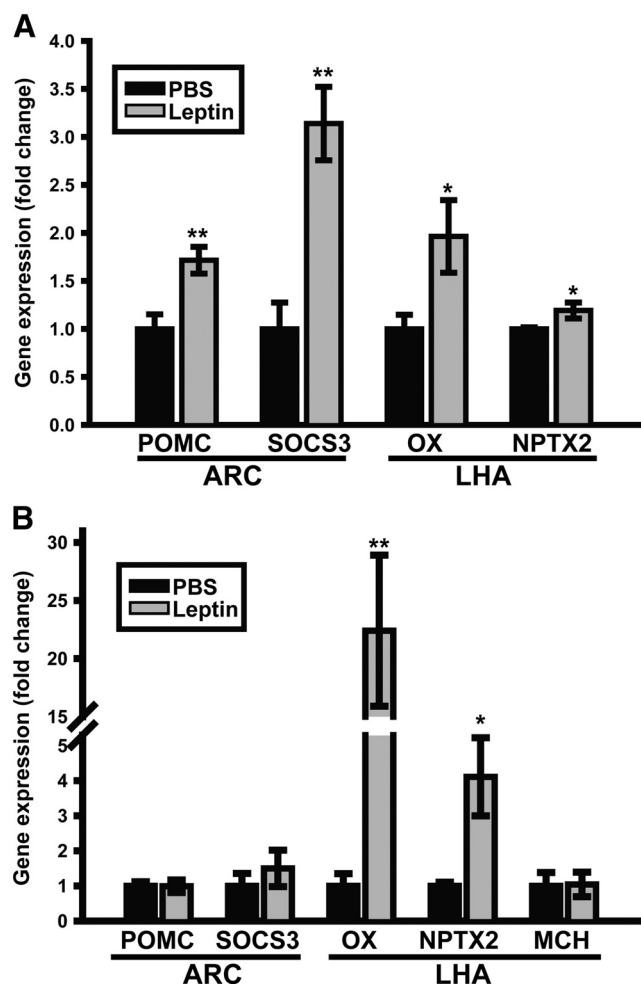 A
Gene expression (fold change)
4.0
3.5
3.0
2.5
2.0
1.5
1.0
0.5
0.0
PBS
Leptin
** ** * *
POMC SOCS3 OX NPTX2
ARC LHA
B
Gene expression (fold change)
30
25
20
15
5
4
3
2
1
0
PBS
Leptin
** *
POMC SOCS3 OX NPTX2 MCH
ARC LHA